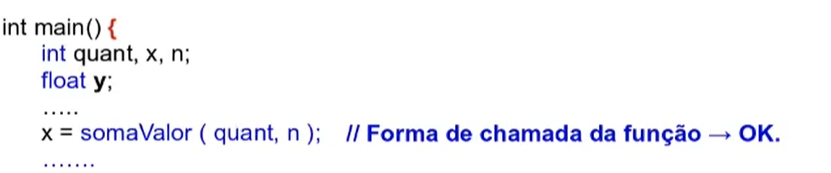 int main() {
int quant, x, n;
float y;
.....
x = somaValor ( quant, n ); // Forma de chamada da função → OK.
.......